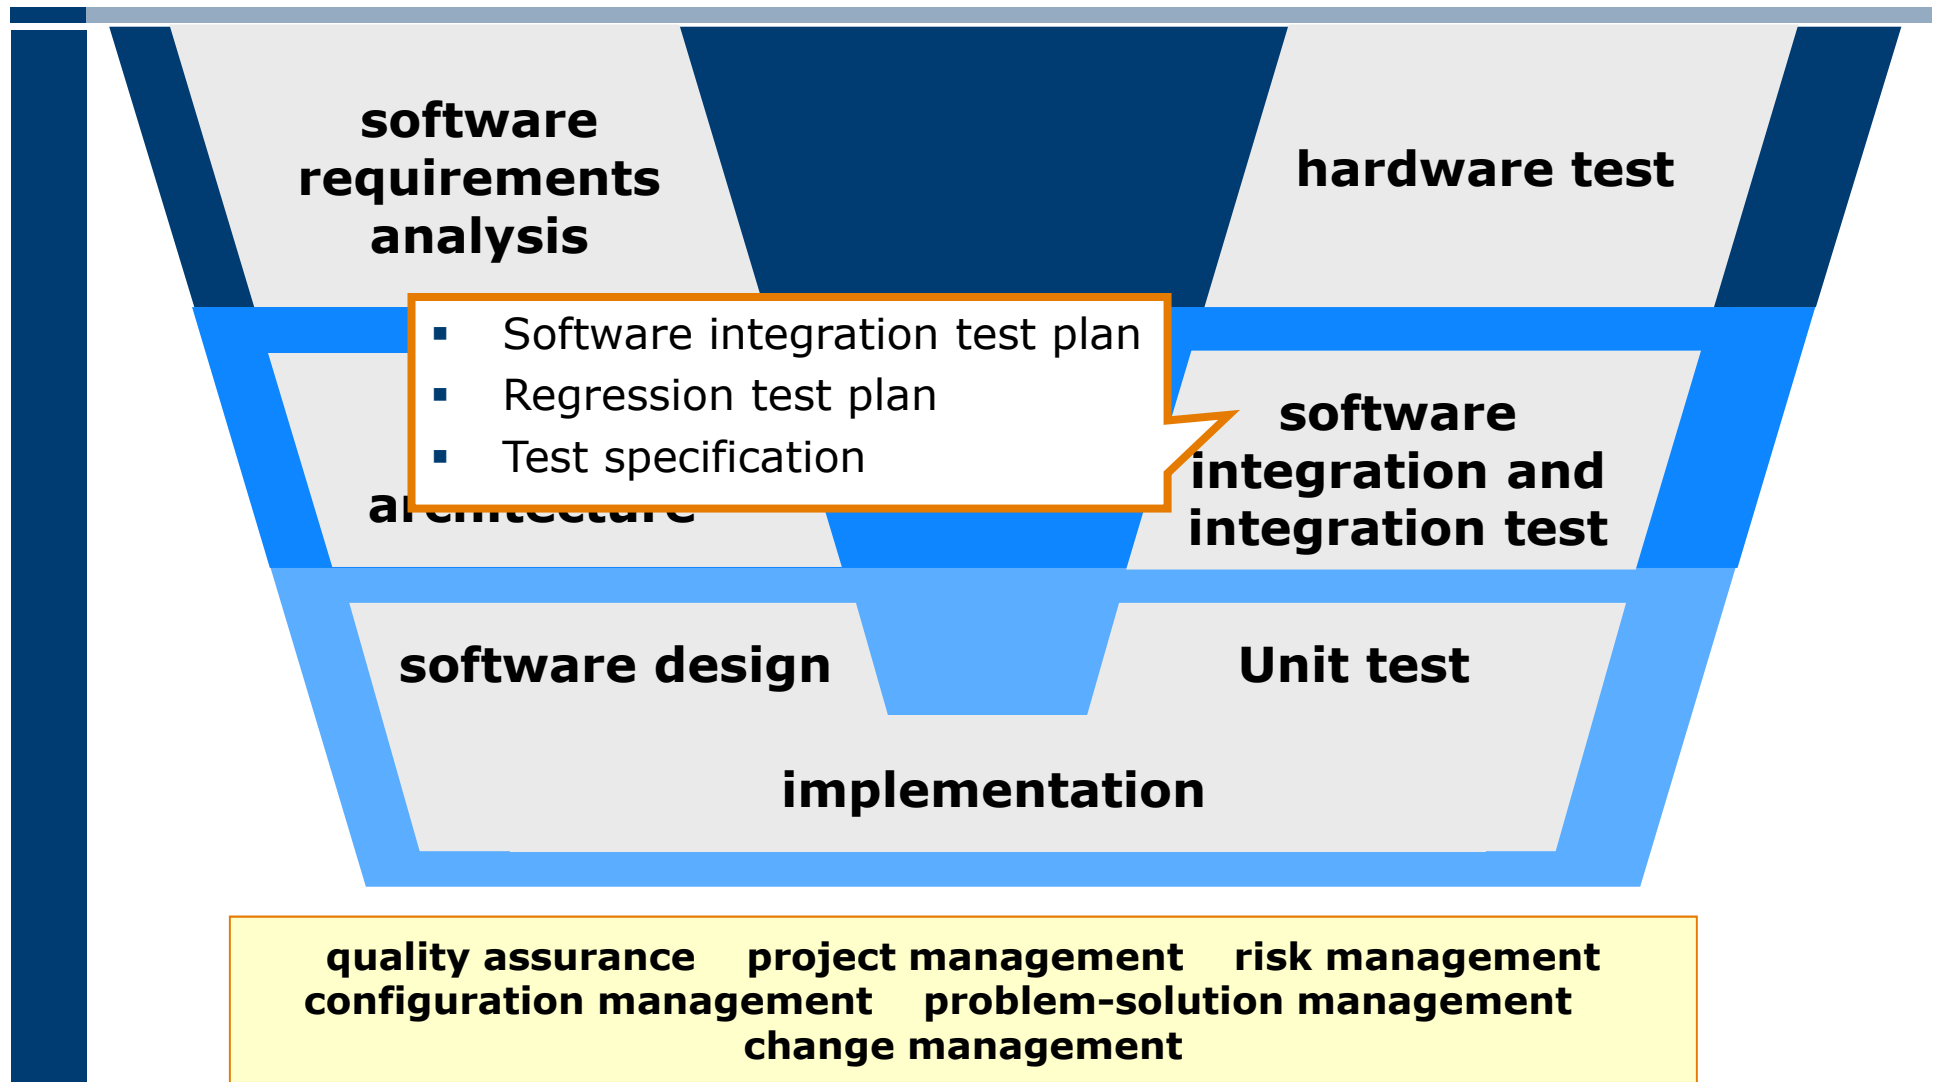 software
requirements
analysis
hardware test
▪ Software integration test plan
▪ Regression test plan
▪ Test specification
architecture
software
integration and
integration test
software design
Unit test
implementation
quality assurance project management risk management
configuration management problem-solution management
change management